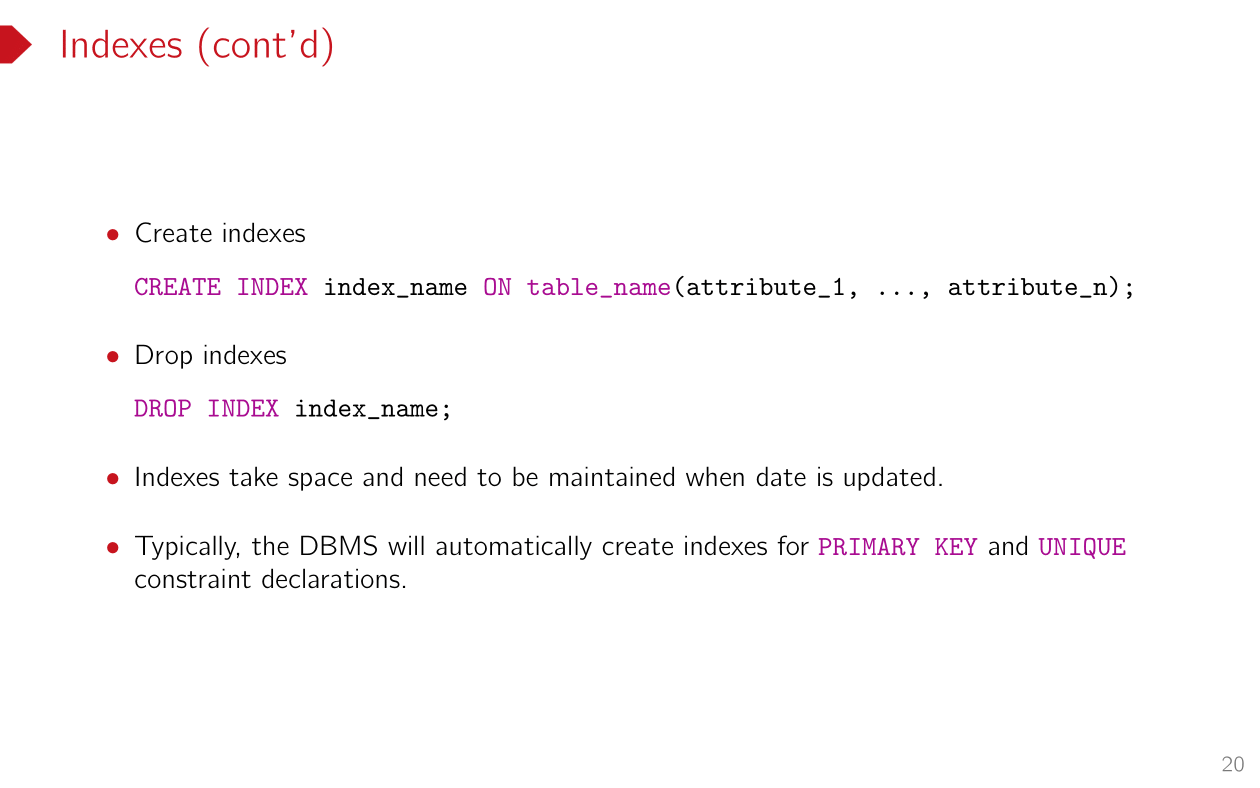 Indexes (cont'd)
• Create indexes
CREATE INDEX index_name ON table_name(attribute_1, ..., attribute_n);
• Drop indexes
DROP INDEX index_name;
• Indexes take space and need to be maintained when date is updated.
• Typically, the DBMS will automatically create indexes for PRIMARY KEY and UNIQUE
constraint declarations.
20